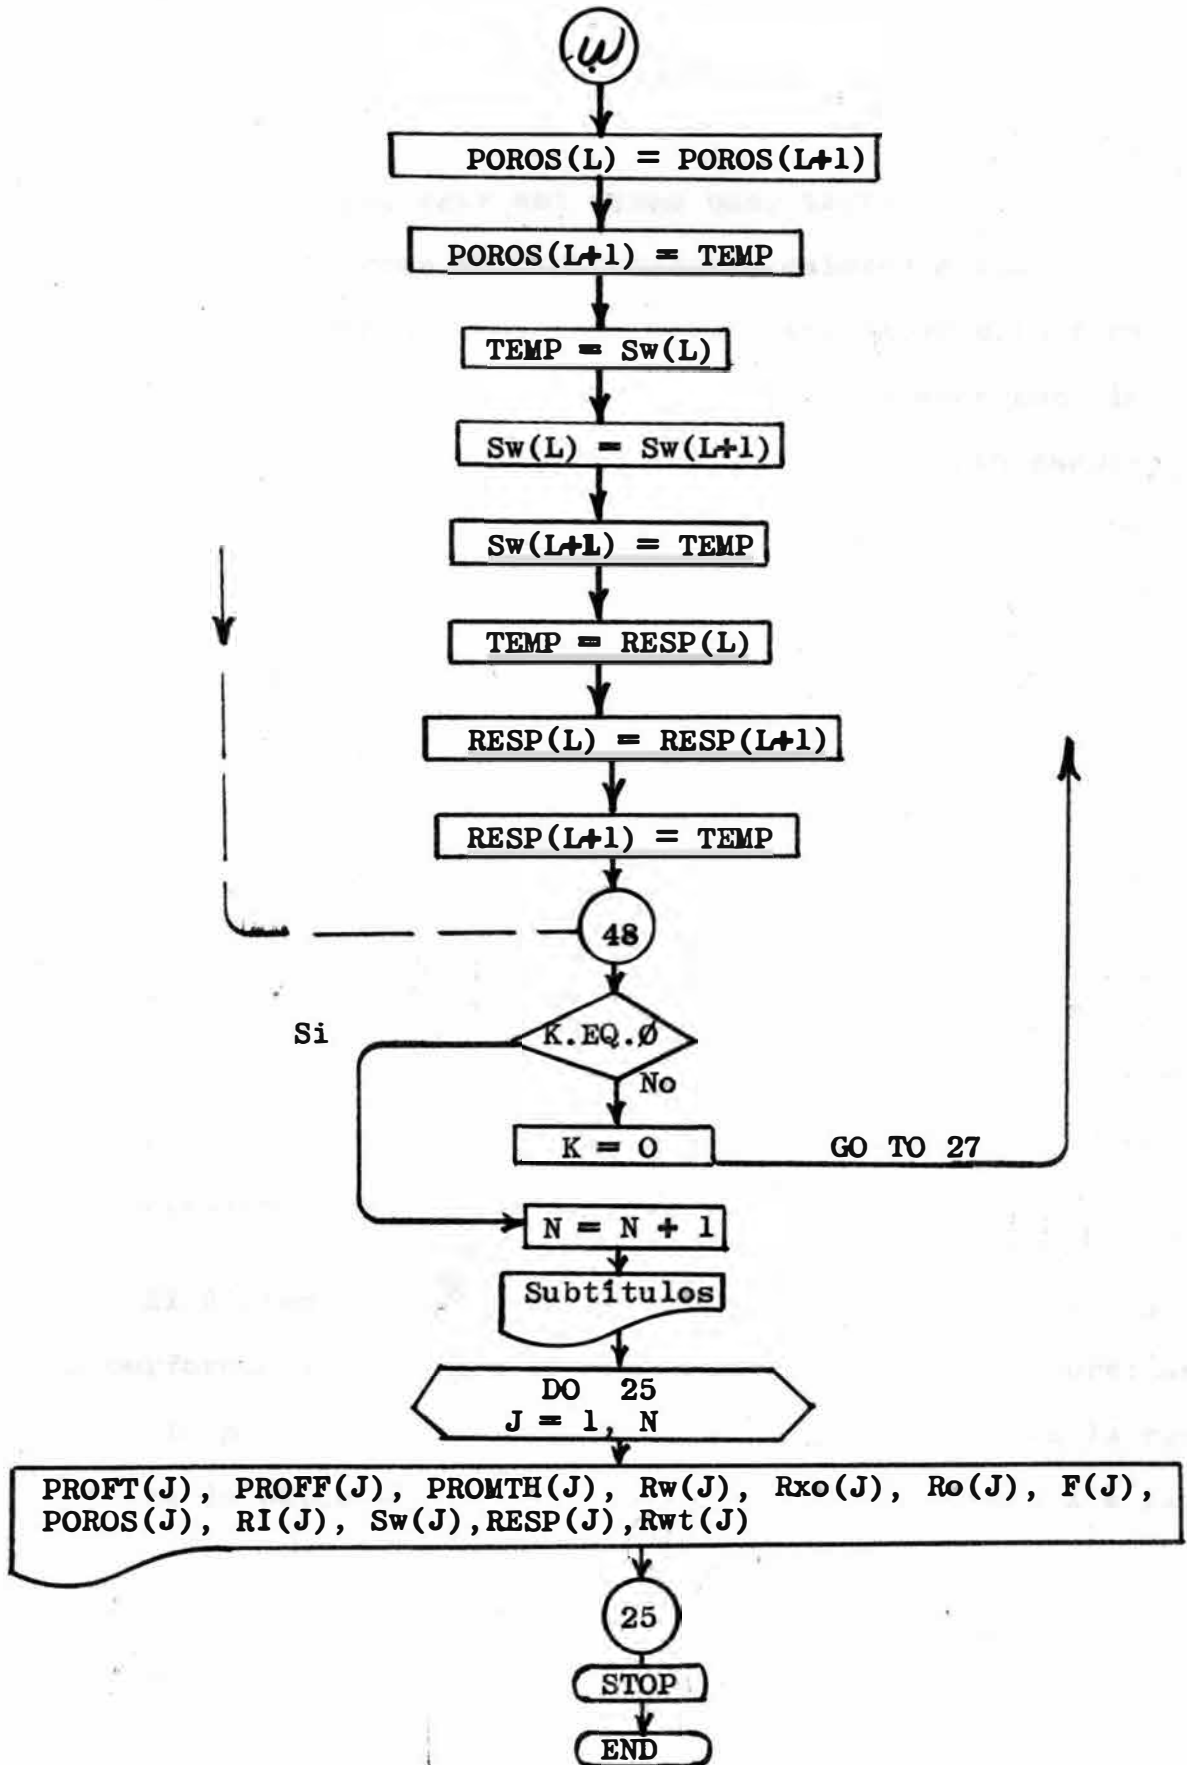 W
POROS(L) = POROS(L+1)
POROS(L+1) = TEMP
TEMP = Sw(L)
Sw(L) = Sw(L+1)
Sw(L+1) = TEMP
TEMP = RESP(L)
RESP(L) = RESP(L+1)
RESP(L+1) = TEMP
48
Si
K.EQ.Ø
No
K = O
GO TO 27
N = N + 1
Subtítulos
DO 25
J = 1, N
PROFT(J), PROFF(J), PROMTH(J), Rw(J), Rxo(J), Ro(J), F(J),
POROS(J), RI(J), Sw(J),RESP(J),Rwt(J)
25
STOP
END